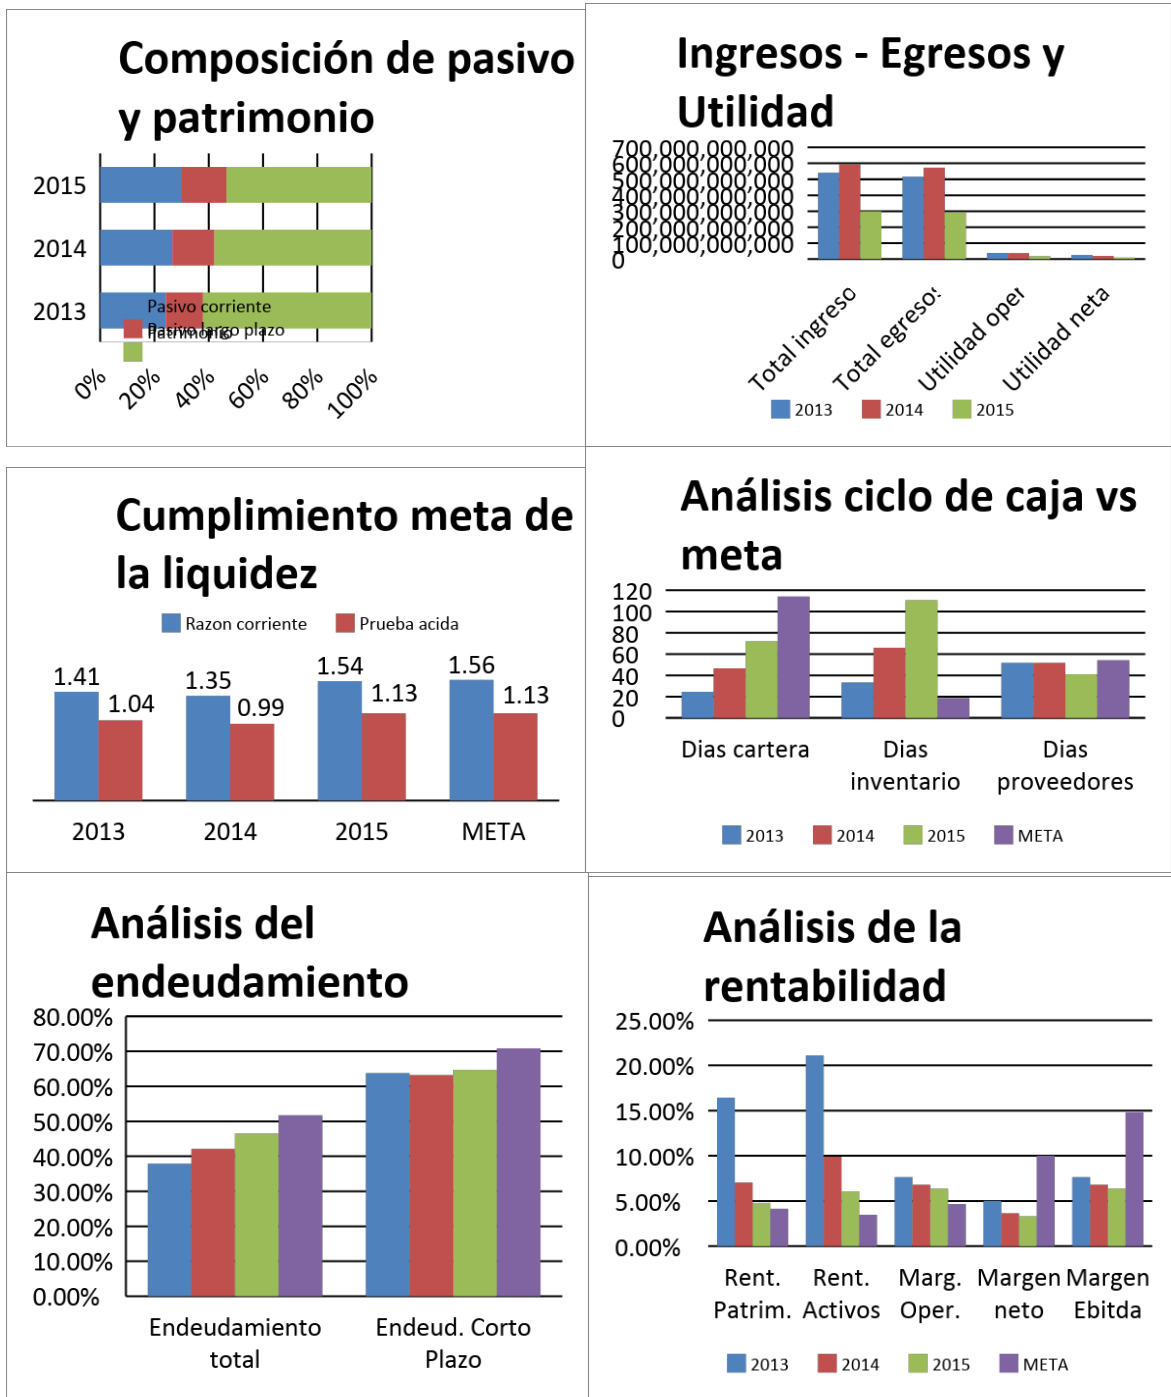 Composición de pasivo
y patrimonio
2015
2014
2013
Pasivo corriente
Pasivo largo plazo
Patrimonio
0%
20%
40%
60%
80%
100%
Ingresos - Egresos y
Utilidad
700,000,000,000
600,000,000,000
500,000,000,000
400,000,000,000
300,000,000,000
200,000,000,000
100,000,000,000
0
Total ingreso
Total egresos
Utilidad oper
Utilidad neta
2013 2014 2015
Cumplimiento meta de
la liquidez
Razon corriente Prueba acida
1.41 1.04 1.35 0.99 1.54 1.13 1.56 1.13
2013 2014 2015 META
Análisis ciclo de caja vs
meta
120
100
80
60
40
20
0
Dias cartera
Dias
inventario
Dias
proveedores
2013 2014 2015 META
Análisis del
endeudamiento
80.00%
70.00%
60.00%
50.00%
40.00%
30.00%
20.00%
10.00%
0.00%
Endeudamiento
total
Endeud. Corto
Plazo
Análisis de la
rentabilidad
25.00%
20.00%
15.00%
10.00%
5.00%
0.00%
Rent.
Patrim.
Rent.
Activos
Marg.
Oper.
Margen
neto
Margen
Ebitda
2013 2014 2015 META